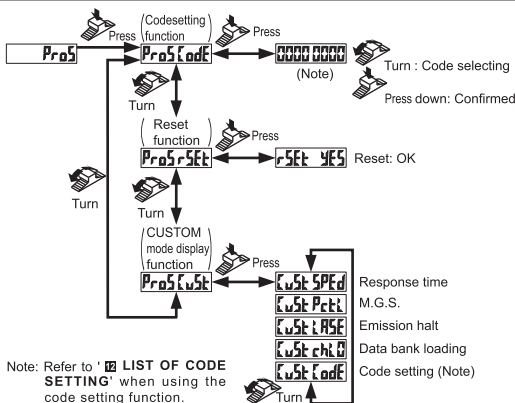 (Codesetting function)
Press
Press
ProS
ProS CodE
0000 0000
(Note)
Turn : Code selecting
Press down: Confirmed
Turn
(Reset function)
Press
ProS rSEt
rSEt YES
Reset: OK
Turn
Turn
(CUSTOM mode display function)
Press
ProS CuSt
CuSt SPEd
Response time
CuSt PctL
M.G.S.
CuSt LASE
Emission halt
CuSt chL0
Data bank loading
CuSt CodE
Code setting (Note)
Turn
Note: Refer to ' 12 LIST OF CODE
SETTING' when using the
code setting function.